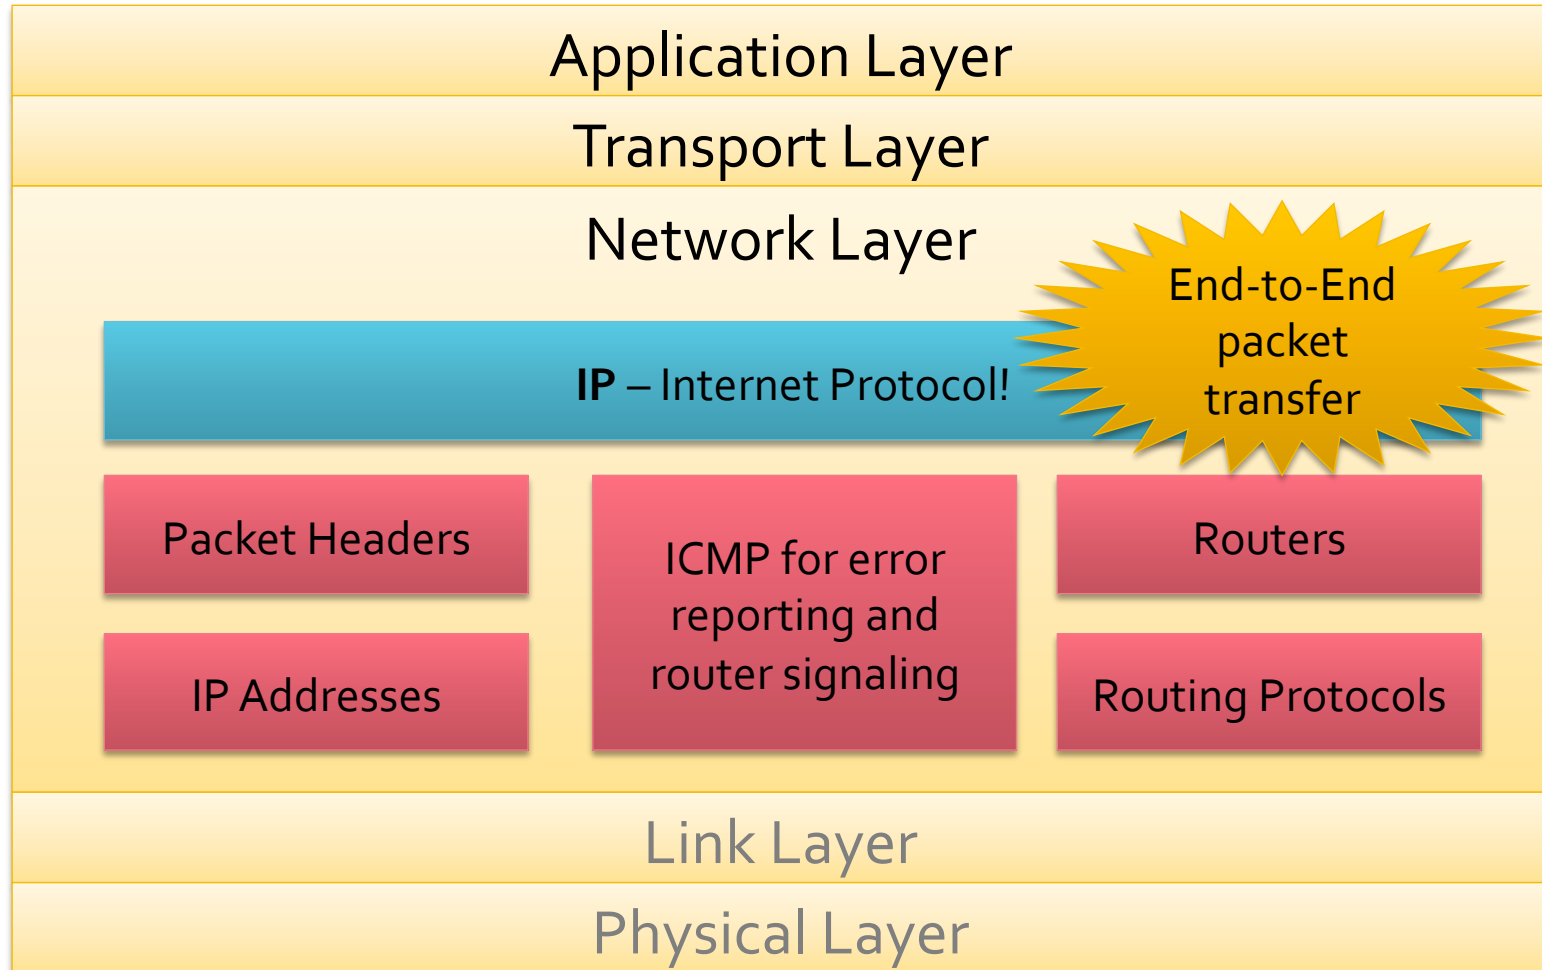 Application Layer
Transport Layer
Network Layer
End-to-End
packet
transfer
IP – Internet Protocol!
Packet Headers
ICMP for error
reporting and
router signaling
Routers
IP Addresses
Routing Protocols
Link Layer
Physical Layer